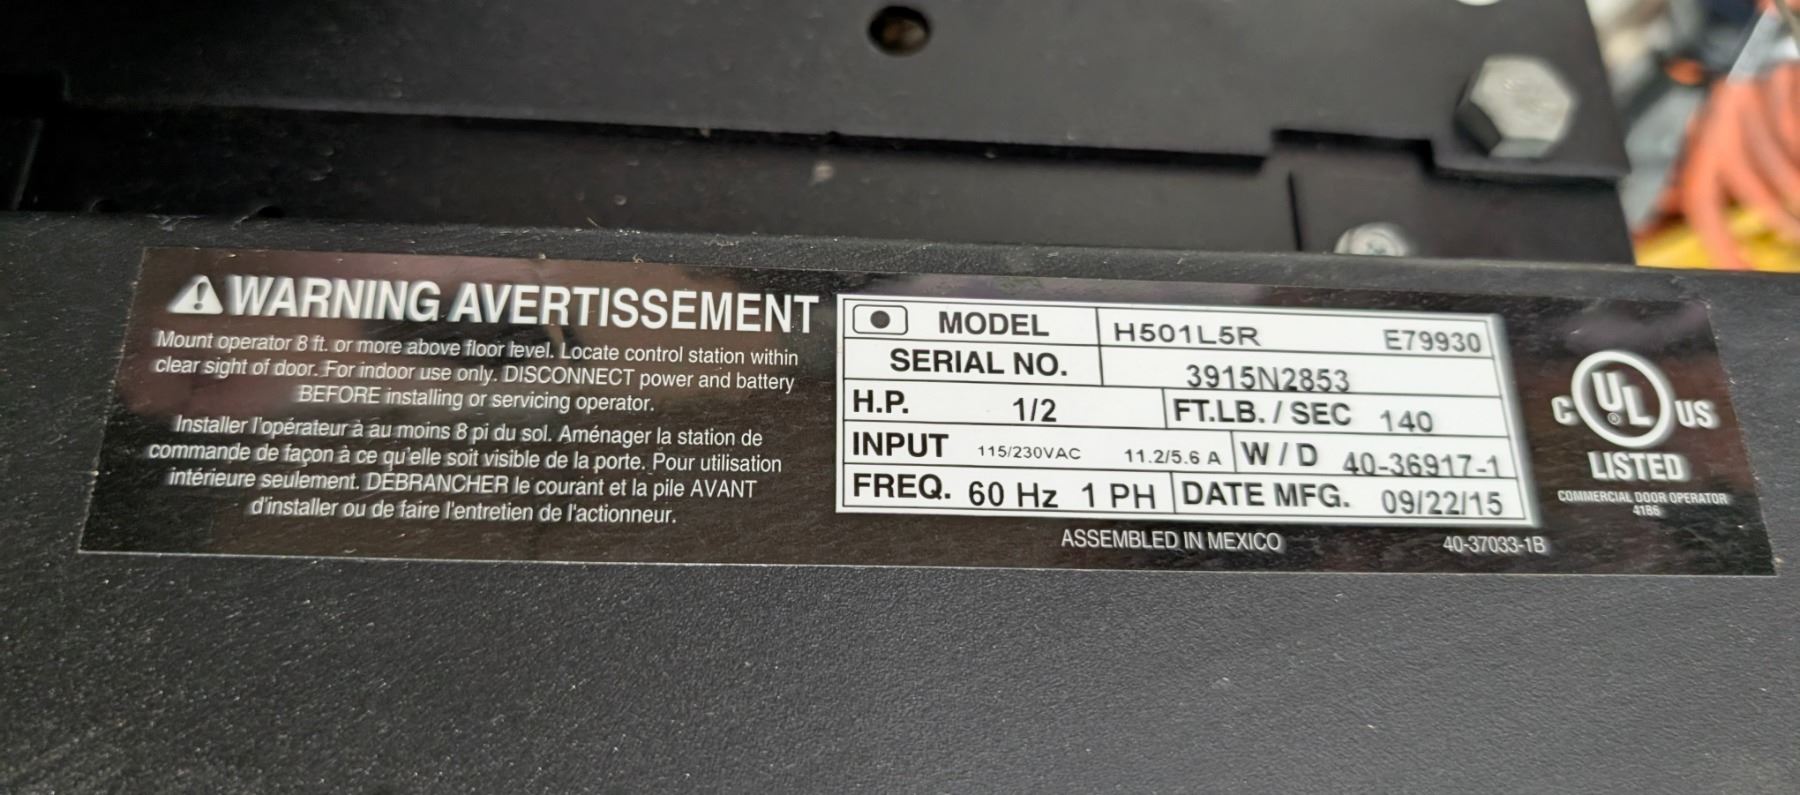 WARNING AVERTISSEMENT
Mount operator 8 ft. or more above floor level. Locate control station within
clear sight of door. For indoor use only. DISCONNECT power and battery
BEFORE installing or servicing operator.
Installer l'opérateur à au moins 8 pi du sol. Aménager la station de
commande de façon à ce qu'elle soit visible de la porte. Pour utilisation
intérieure seulement. DÉBRANCHER le courant et la pile AVANT
d'installer ou de faire l'entretien de l'actionneur.
MODEL H501L5R E79930
SERIAL NO. 3915N2853
H.P. 1/2 FT.LB. / SEC 140
INPUT 115/230VAC 11.2/5.6 A W / D 40-36917-1
FREQ. 60 Hz 1 PH DATE MFG. 09/22/15
ASSEMBLED IN MEXICO 40-37033-1B
C UL ® US
LISTED
COMMERCIAL DOOR OPERATOR
4186